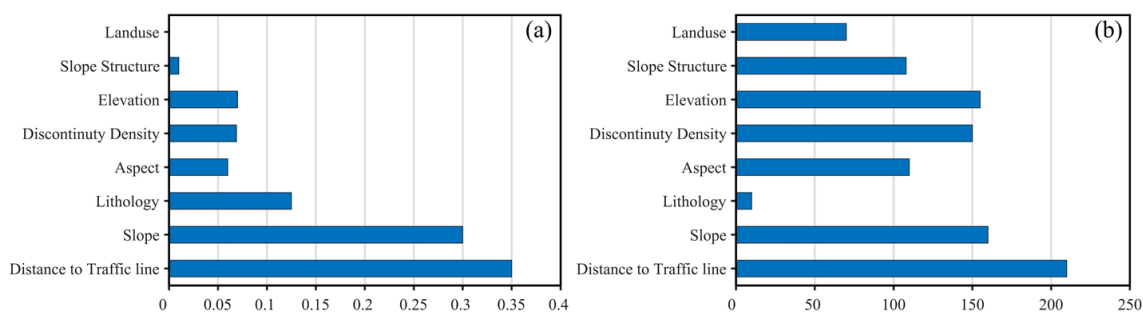 (a)
Landuse
Slope Structure
Elevation
Discontinuty Density
Aspect
Lithology
Slope
Distance to Traffic line
0 0.05 0.1 0.15 0.2 0.25 0.3 0.35 0.4
(b)
Landuse
Slope Structure
Elevation
Discontinuty Density
Aspect
Lithology
Slope
Distance to Traffic line
0 50 100 150 200 250